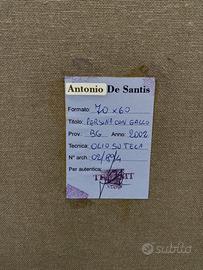 Antonio De Santis
Formato: 70 x 60
Titolo: PERSONA CON GALLO
Prov.: BG Anno: 2002
Tecnica: OLIO SU TELA
N° arch. 02/894
Per autentica:
subito